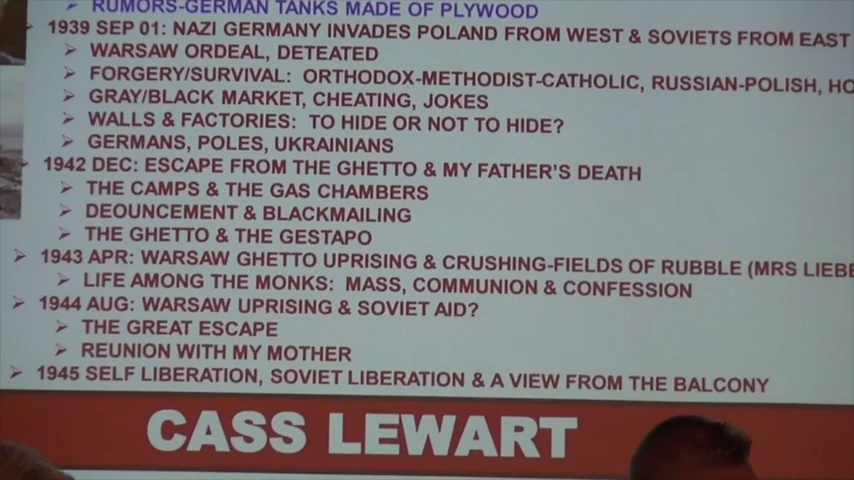 RUMORS-GERMAN TANKS MADE OF PLYWOOD
1939 SEP 01: NAZI GERMANY INVADES POLAND FROM WEST & SOVIETS FROM EAST
WARSAW ORDEAL, DETEATED
FORGERY/SURVIVAL: ORTHODOX-METHODIST-CATHOLIC, RUSSIAN-POLISH, HO
GRAY/BLACK MARKET, CHEATING, JOKES
WALLS & FACTORIES: TO HIDE OR NOT TO HIDE?
GERMANS, POLES, UKRAINIANS
1942 DEC: ESCAPE FROM THE GHETTO & MY FATHER'S DEATH
THE CAMPS & THE GAS CHAMBERS
DEOUNCEMENT & BLACKMAILING
THE GHETTO & THE GESTAPO
1943 APR: WARSAW GHETTO UPRISING & CRUSHING-FIELDS OF RUBBLE (MRS LIEBE
LIFE AMONG THE MONKS: MASS, COMMUNION & CONFESSION
1944 AUG: WARSAW UPRISING & SOVIET AID?
THE GREAT ESCAPE
REUNION WITH MY MOTHER
1945 SELF LIBERATION, SOVIET LIBERATION & A VIEW FROM THE BALCONY
CASS LEWART